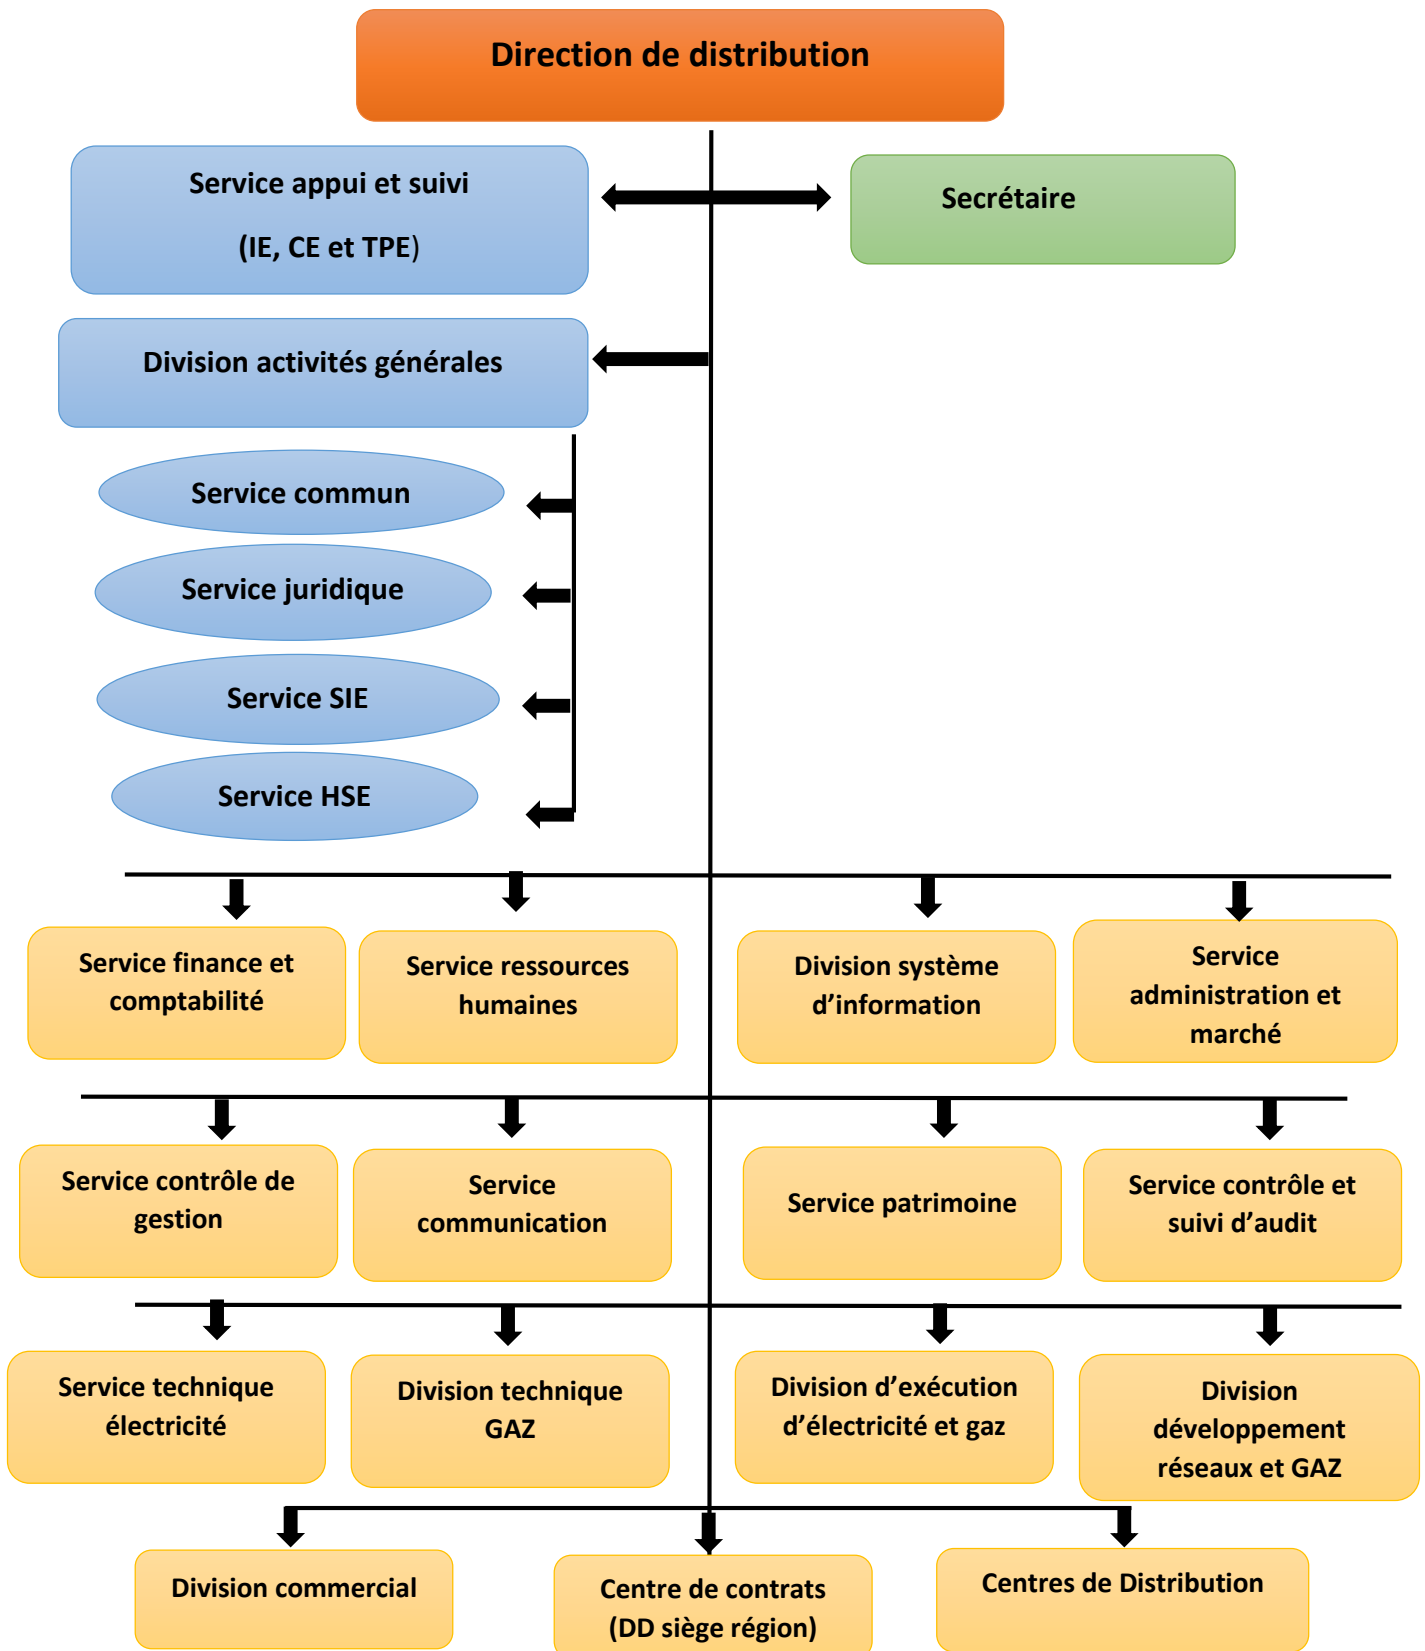 Direction de distribution
Service appui et suivi
(IE, CE et TPE)
Secrétaire
Division activités générales
Service commun
Service juridique
Service SIE
Service HSE
Service finance et
comptabilité
Service ressources
humaines
Division système
d’information
Service
administration et
marché
Service contrôle de
gestion
Service
communication
Service patrimoine
Service contrôle et
suivi d’audit
Service technique
électricité
Division technique
GAZ
Division d’exécution
d’électricité et gaz
Division
développement
réseaux et GAZ
Division commercial
Centre de contrats
(DD siège région)
Centres de Distribution